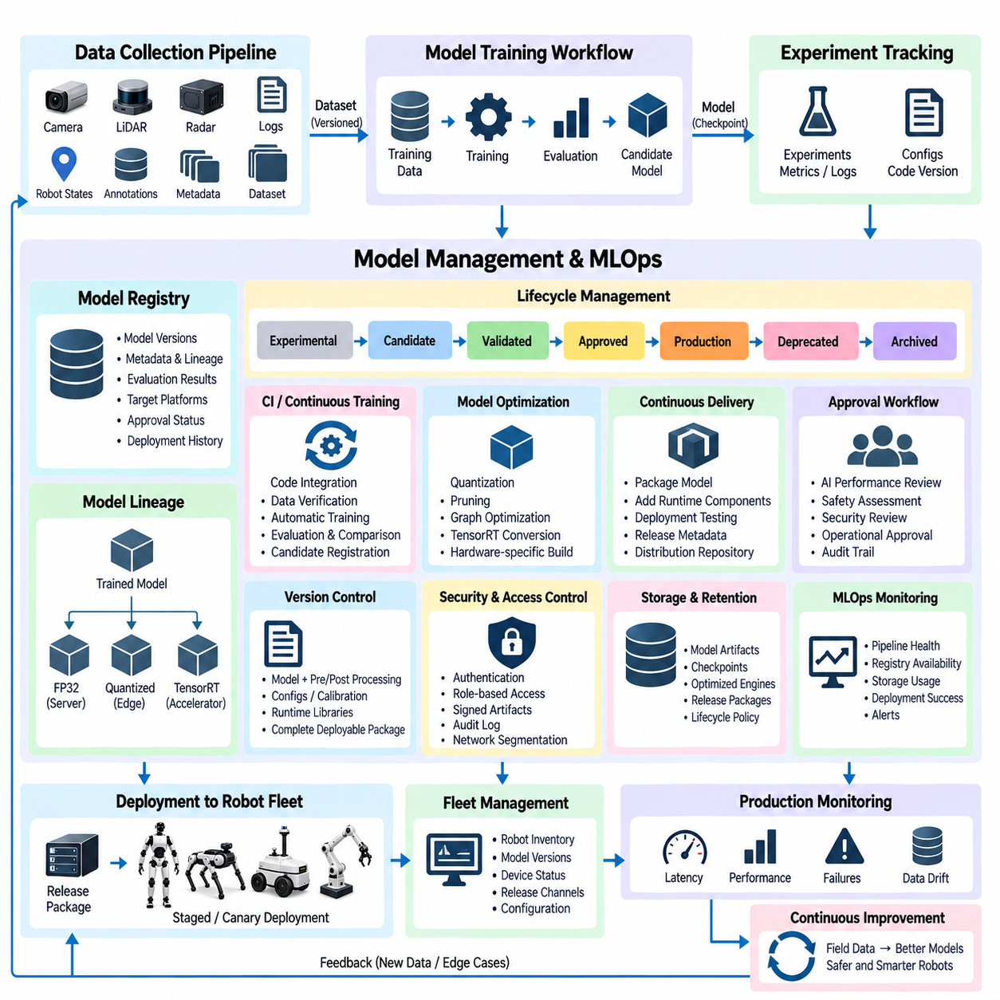 Data Collection Pipeline
Camera
LiDAR
Radar
Logs
Robot States
Annotations
Metadata
Dataset
Dataset
(Versioned)
Model Training Workflow
Training
Data
Training
Evaluation
Candidate
Model
Model
(Checkpoint)
Experiment Tracking
Experiments
Metrics / Logs
Configs
Code Version
Model Management & MLOps
Model Registry
• Model Versions
• Metadata & Lineage
• Evaluation Results
• Target Platforms
• Approval Status
• Deployment History
Lifecycle Management
Experimental
Candidate
Validated
Approved
Production
Deprecated
Archived
CI / Continuous Training
Code Integration
• Data Verification
• Automatic Training
• Evaluation & Comparison
• Candidate Registration
Model Optimization
Quantization
• Pruning
• Graph Optimization
• TensorRT Conversion
• Hardware-specific Build
Continuous Delivery
• Package Model
• Add Runtime Components
• Deployment Testing
• Release Metadata
• Distribution Repository
Approval Workflow
• AI Performance Review
• Safety Assessment
• Security Review
• Operational Approval
• Audit Trail
Model Lineage
Trained Model
FP32
(Server)
Quantized
(Edge)
TensorRT
(Accelerator)
Version Control
• Model + Pre/Post Processing
• Configs / Calibration
• Runtime Libraries
• Complete Deployable Package
Security & Access Control
• Authentication
• Role-based Access
• Signed Artifacts
• Audit Log
• Network Segmentation
Storage & Retention
• Model Artifacts
• Checkpoints
• Optimized Engines
• Release Packages
• Lifecycle Policy
MLOps Monitoring
• Pipeline Health
• Registry Availability
• Storage Usage
• Deployment Success
• Alerts
Deployment to Robot Fleet
Release
Package
Staged / Canary Deployment
Fleet Management
• Robot Inventory
• Model Versions
• Device Status
• Release Channels
• Configuration
Production Monitoring
Latency
Performance
Failures
Data Drift
Continuous Improvement
Field Data → Better Models
Safer and Smarter Robots
Feedback (New Data / Edge Cases)